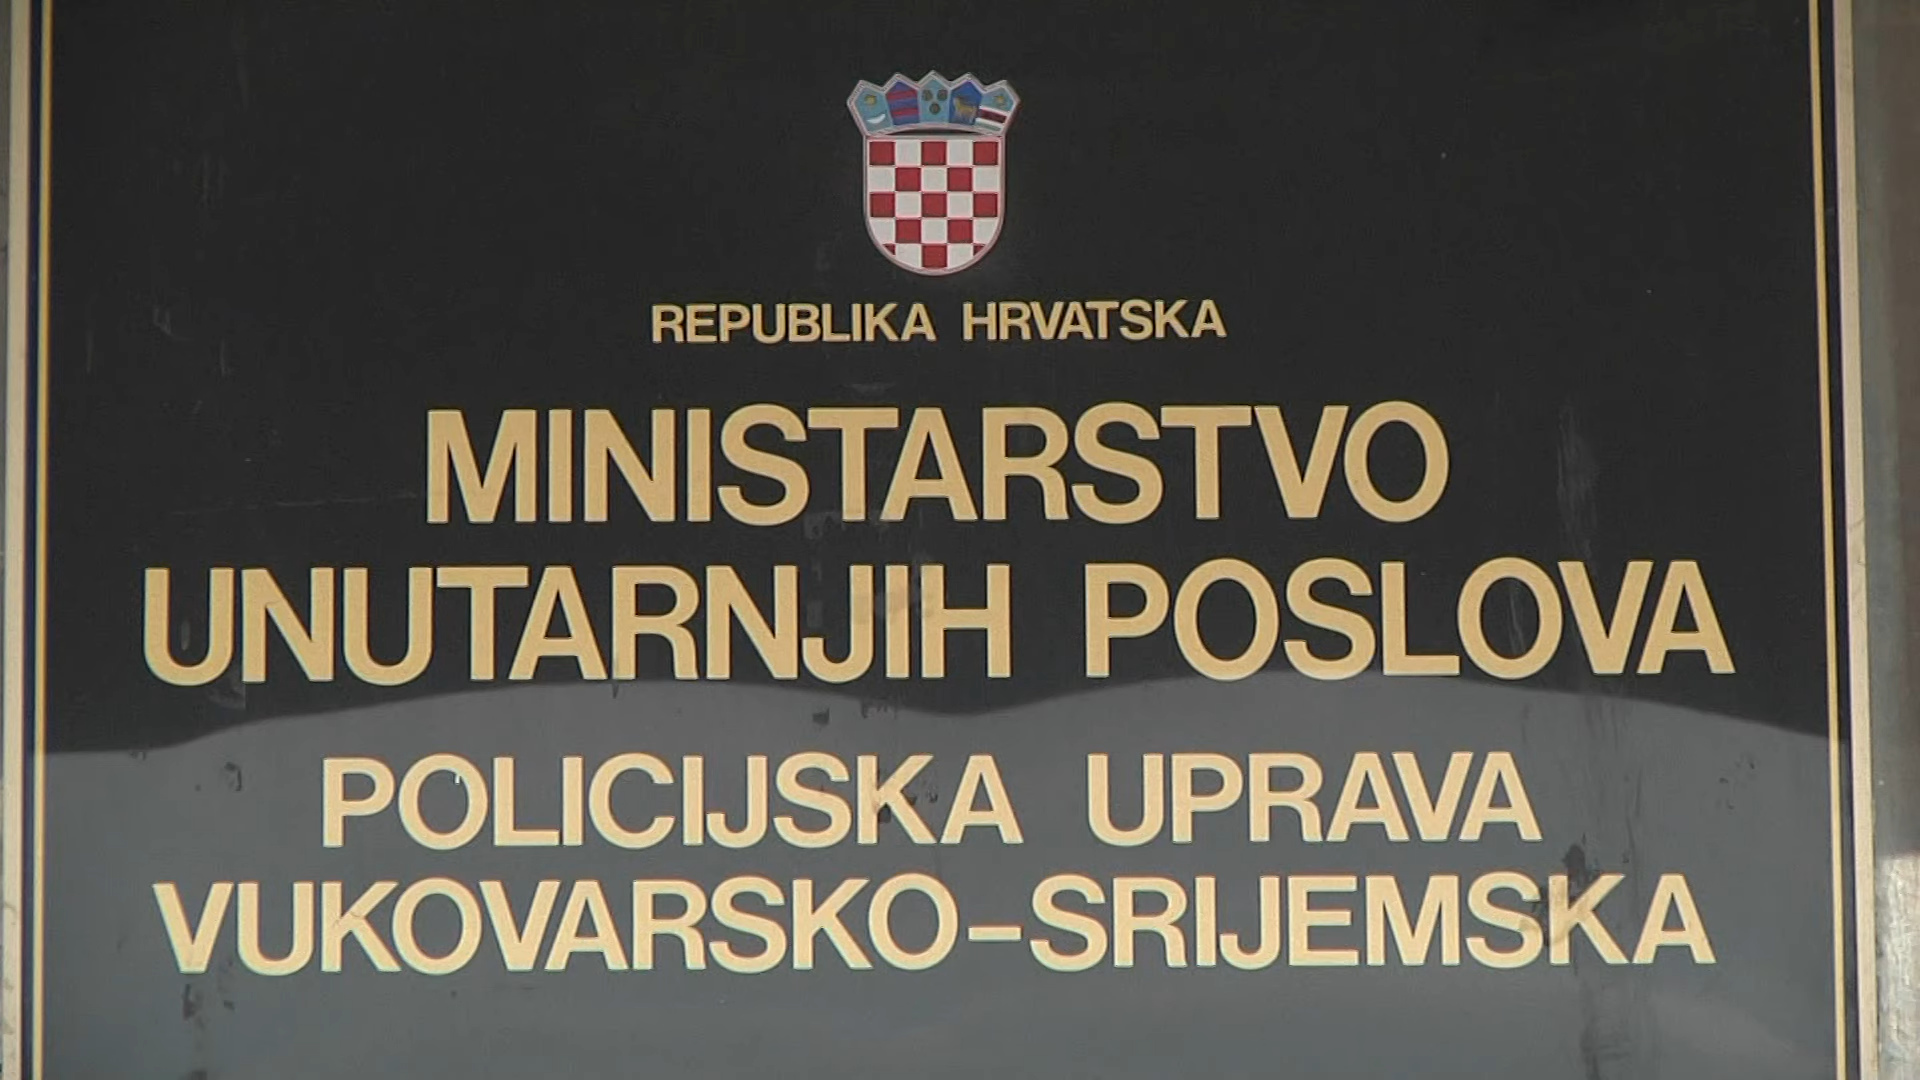 REPUBLIKA HRVATSKA
MINISTARSTVO
UNUTARNJIH POSLOVA
POLICIJSKA UPRAVA
VUKOVARSKO-SRIJEMSKA